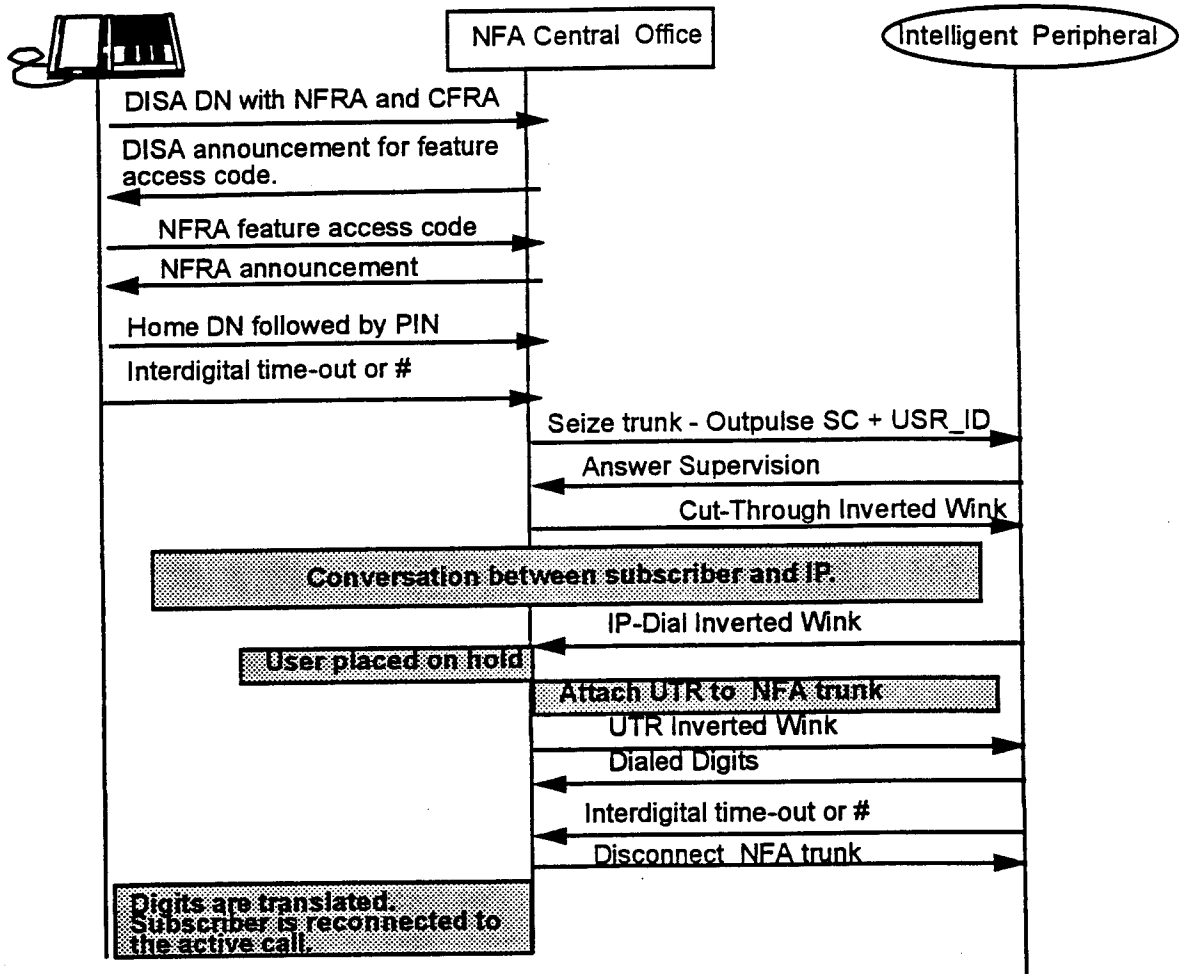 NFA Central Office
Intelligent Peripheral
DISA DN with NFRA and CFRA
DISA announcement for feature
access code.
NFRA feature access code
NFRA announcement
Home DN followed by PIN
Interdigital time-out or #
Seize trunk - Outpulse SC + USR_ID
Answer Supervision
Cut-Through Inverted Wink
Conversation between subscriber and IP.
IP-Dial Inverted Wink
User placed on hold
Attach UTR to NFA trunk
UTR Inverted Wink
Dialed Digits
Interdigital time-out or #
Disconnect NFA trunk
Digits are translated.
Subscriber is reconnected to
the active call.